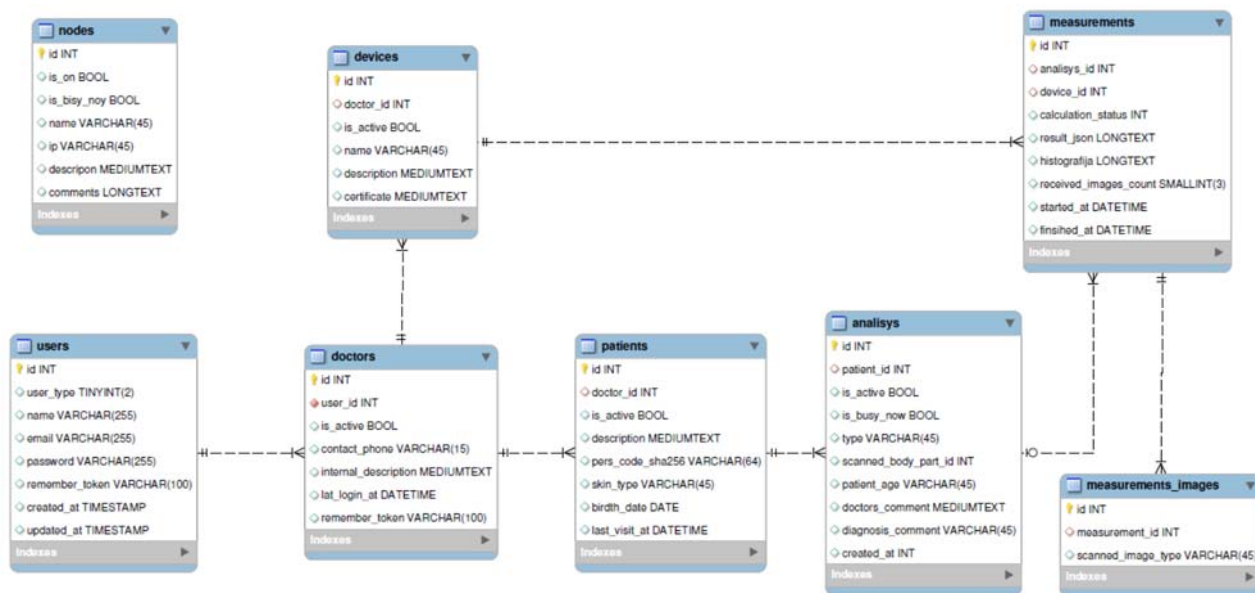 nodes
id INT
is_on BOOL
is_bisy_noy BOOL
name VARCHAR(45)
ip VARCHAR(45)
descripon MEDIUMTEXT
comments LONGTEXT
Indexes
devices
id INT
doctor_id INT
is_active BOOL
name VARCHAR(45)
description MEDIUMTEXT
certificate MEDIUMTEXT
Indexes
measurements
id INT
analisys_id INT
device_id INT
calculation_status INT
result_json LONGTEXT
histografija LONGTEXT
received_images_count SMALLINT(3)
started_at DATETIME
finsihed_at DATETIME
Indexes
users
id INT
user_type TINYINT(2)
name VARCHAR(255)
email VARCHAR(255)
password VARCHAR(255)
remember_token VARCHAR(100)
created_at TIMESTAMP
updated_at TIMESTAMP
Indexes
doctors
id INT
user_id INT
is_active BOOL
contact_phone VARCHAR(15)
internal_description MEDIUMTEXT
lat_login_at DATETIME
remember_token VARCHAR(100)
Indexes
patients
id INT
doctor_id INT
is_active BOOL
description MEDIUMTEXT
pers_code_sha256 VARCHAR(64)
skin_type VARCHAR(45)
birdth_date DATE
last_visit_at DATETIME
Indexes
analisys
id INT
patient_id INT
is_active BOOL
is_busy_now BOOL
type VARCHAR(45)
scanned_body_part_id INT
patient_age VARCHAR(45)
doctors_comment MEDIUMTEXT
diagnosis_comment VARCHAR(45)
created_at INT
Indexes
measurements_images
id INT
measurement_id INT
scanned_image_type VARCHAR(45)
Indexes